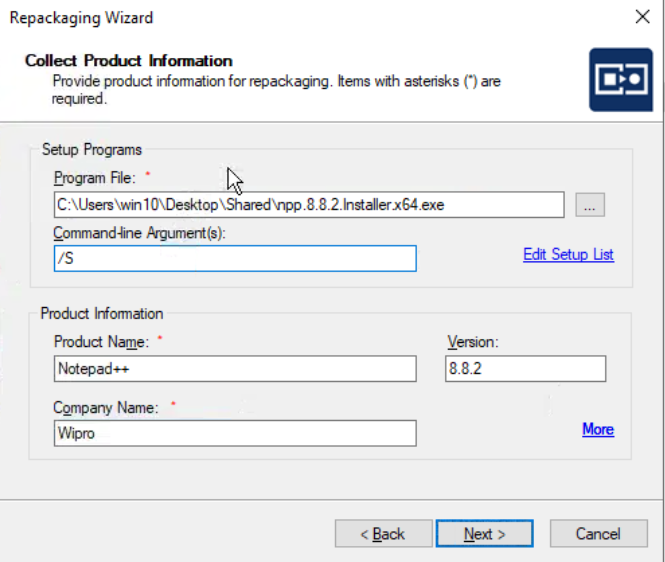 Repackaging Wizard
Collect Product Information
Provide product information for repackaging. Items with asterisks (*) are
required.
Setup Programs
Program File: *
C:\Users\win10\Desktop\Shared\npp.8.8.2.Installer.x64.exe
...
Command-line Argument(s):
/S
Edit Setup List
Product Information
Product Name: *
Version:
Notepad++
8.8.2
Company Name: *
Wipro
More
< Back
Next >
Cancel